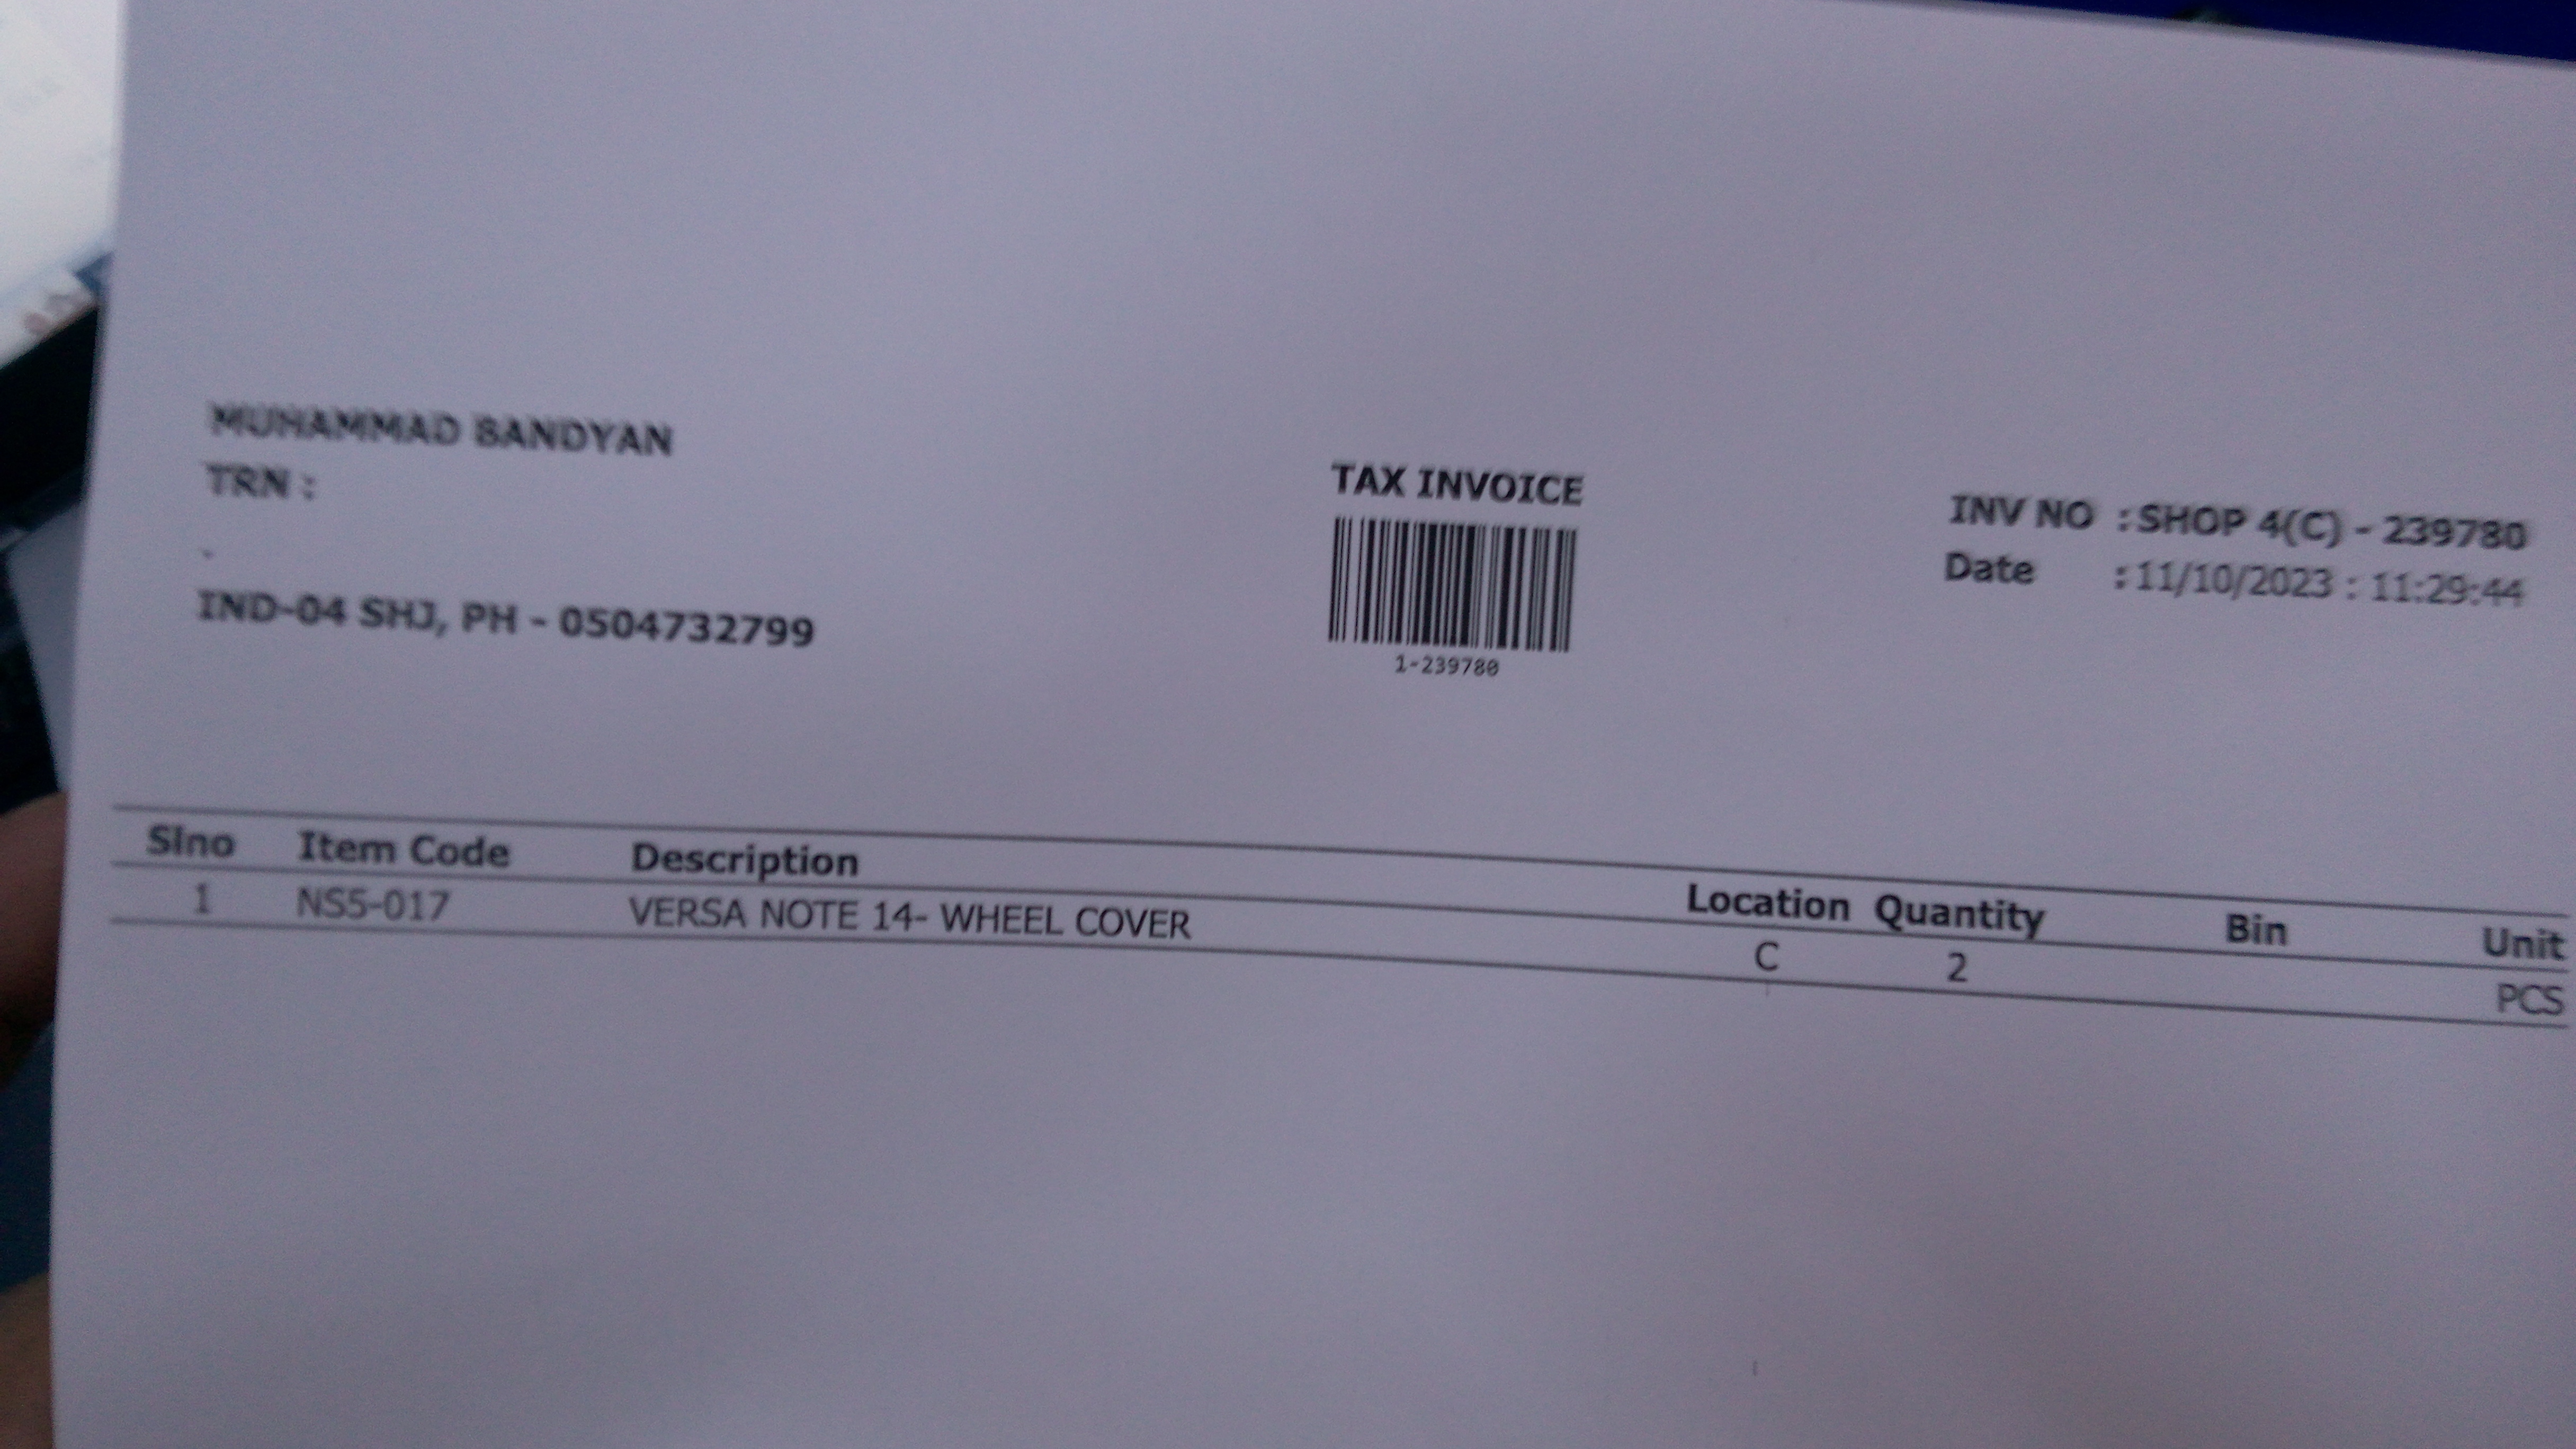 MUHAMMAD BANDYAN
TRN :
.
IND-04 SHJ, PH - 0504732799
TAX INVOICE
1-239780
INV NO : SHOP 4(C) - 239780
Date : 11/10/2023 : 11:29:44
Slno Item Code Description Location Quantity Bin Unit
1 NS5-017 VERSA NOTE 14- WHEEL COVER C 2 PCS